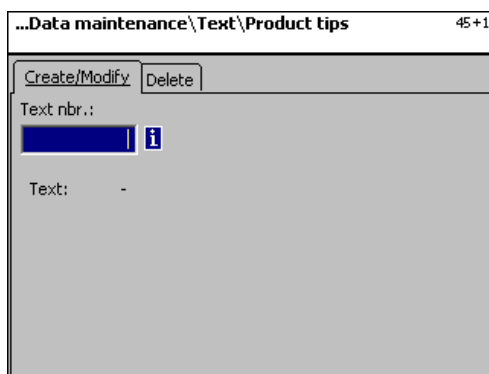 ...Data maintenance\Text\Product tips 45+1
Create/Modify Delete
Text nbr.:
i
Text: -